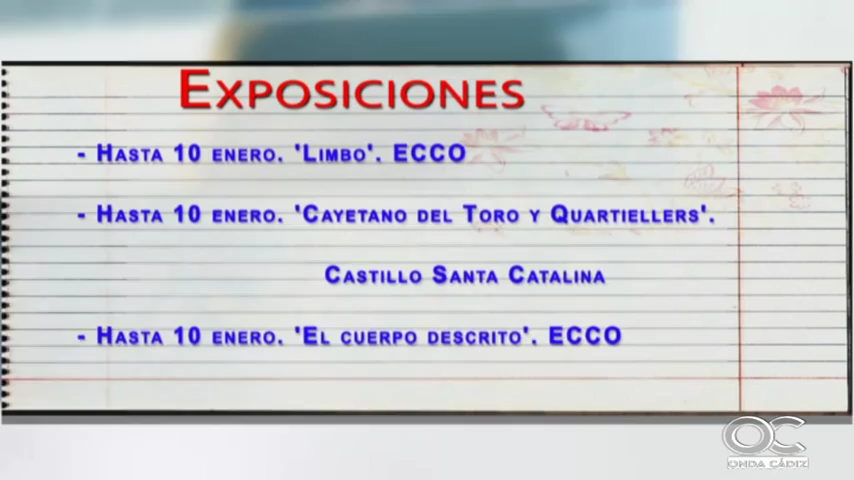 EXPOSICIONES
- HASTA 10 ENERO. 'LIMBO'. ECCO
- HASTA 10 ENERO. 'CAYETANO DEL TORO Y QUARTIELLERS'.
CASTILLO SANTA CATALINA
- HASTA 10 ENERO. 'EL CUERPO DESCRITO'. ECCO
OC
ONDA CÁDIZ